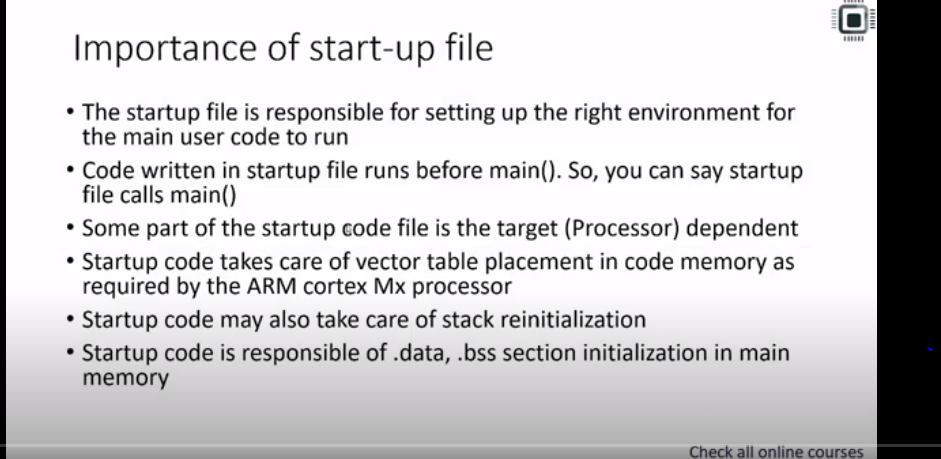 Importance of start-up file
• The startup file is responsible for setting up the right environment for
the main user code to run
• Code written in startup file runs before main(). So, you can say startup
file calls main()
• Some part of the startup code file is the target (Processor) dependent
• Startup code takes care of vector table placement in code memory as
required by the ARM cortex Mx processor
• Startup code may also take care of stack reinitialization
• Startup code is responsible of .data, .bss section initialization in main
memory
Check all online courses